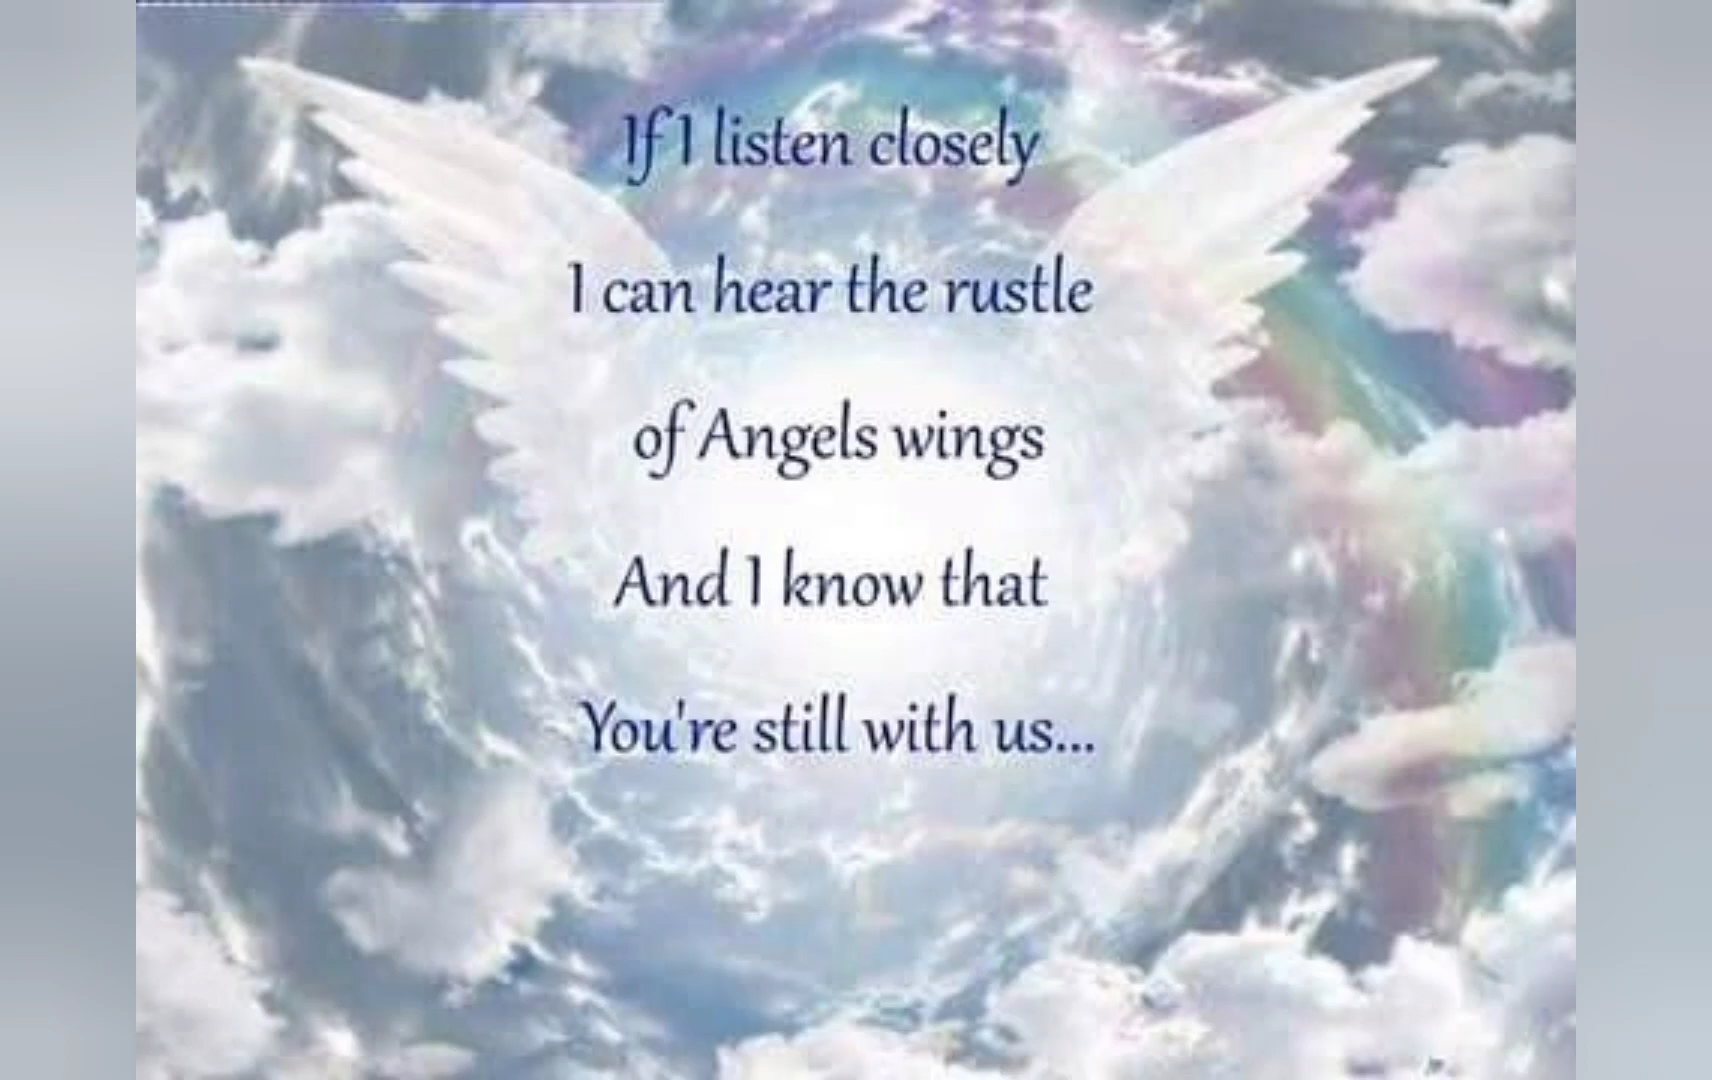 If I listen closely
I can hear the rustle
of Angels wings
And I know that
You're still with us...